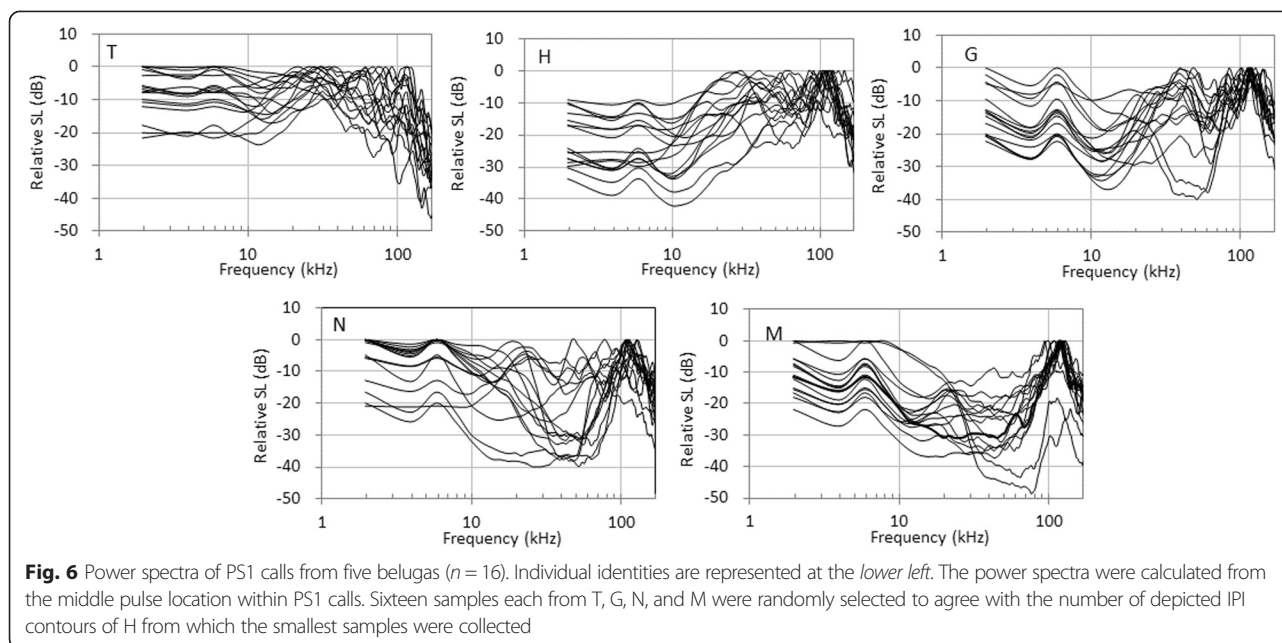 T
H
G
10
0
-10
-20
-30
-40
-50
Relative SL (dB)
1
10
100
Frequency (kHz)
10
0
-10
-20
-30
-40
-50
Relative SL (dB)
1
10
100
Frequency (kHz)
10
0
-10
-20
-30
-40
-50
Relative SL (dB)
1
10
100
Frequency (kHz)
N
M
10
0
-10
-20
-30
-40
-50
Relative SL (dB)
1
10
100
Frequency (kHz)
10
0
-10
-20
-30
-40
-50
Relative SL (dB)
1
10
100
Frequency (kHz)
Fig. 6 Power spectra of PS1 calls from five belugas (n = 16). Individual identities are represented at the lower left. The power spectra were calculated from
the middle pulse location within PS1 calls. Sixteen samples each from T, G, N, and M were randomly selected to agree with the number of depicted IPI
contours of H from which the smallest samples were collected